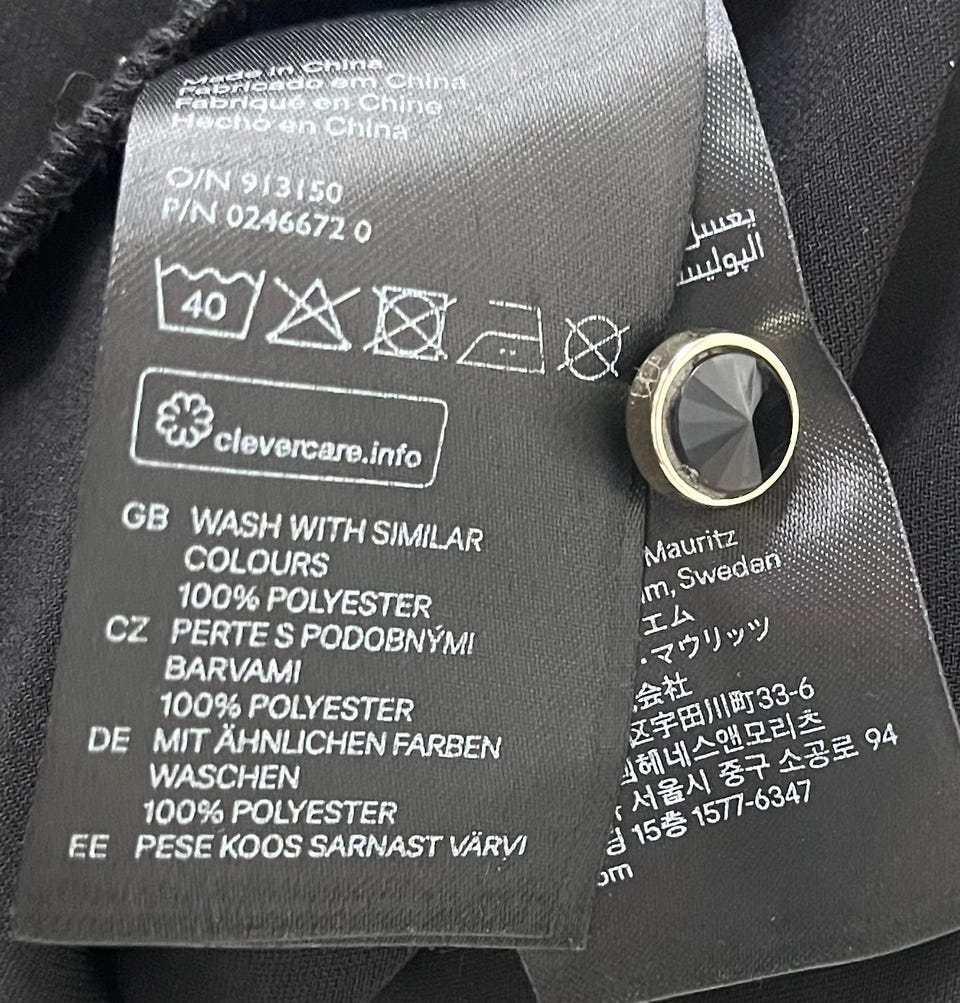 Made in China
Fabricado em China
Fabriqué en Chine
Hecho en China
O/N 913150
P/N 0246672 0
40
clevercare.info
GB WASH WITH SIMILAR
COLOURS
100% POLYESTER
CZ PERTE S PODOBNÝMI
BARVAMI
100% POLYESTER
DE MIT ÄHNLICHEN FARBEN
WASCHEN
100% POLYESTER
EE PESE KOOS SARNAST VÄRVI
يغسل
البوليس
Mauritz
m, Sweden
エム
・マウリッツ
会社
区宇田川町33-6
헤네스앤모리츠
서울시 중구 소공로 94
15층 1577-6347
om